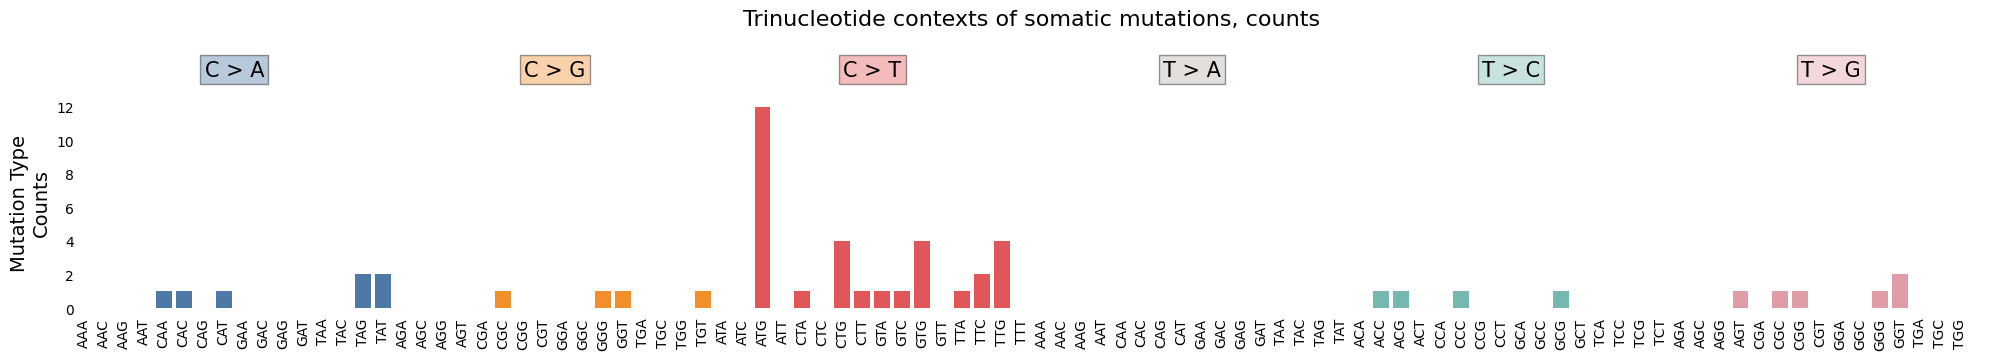 Trinucleotide contexts of somatic mutations, counts
C > A C > G C > T T > A T > C T > G
Mutation Type
Counts
12
10
8
6
4
2
0
AAA AAC AAG AAT CAA CAC CAG CAT GAA GAC GAG GAT TAA TAC TAG TAT AGA AGC AGG AGT CGA CGC CGG CGT GGA GGC GGG GGT TGA TGC TGG TGT ATA ATC ATG ATT CTA CTC CTG CTT GTA GTC GTG GTT TTA TTC TTG TTT AAA AAC AAG AAT CAA CAC CAG CAT GAA GAC GAG GAT TAA TAC TAG TAT ACA ACC ACG ACT CCA CCC CCG CCT GCA GCC GCG GCT TCA TCC TCG TCT AGA AGC AGG AGT CGA CGC CGG CGT GGA GGC GGG GGT TGA TGC TGG